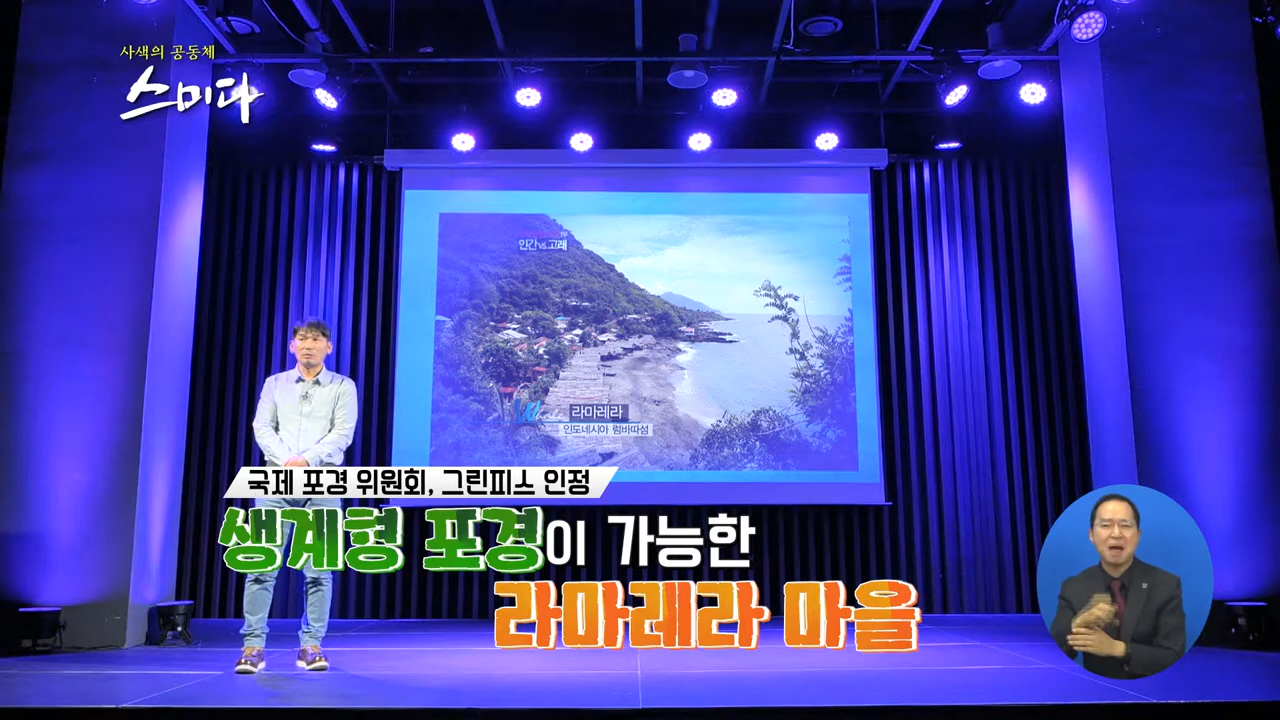 사색의 공동체
스미다
인간 vs 고래
라마레라
인도네시아 렘바따섬
국제 포경 위원회, 그린피스 인정
생계형 포경이 가능한
라마레라 마을